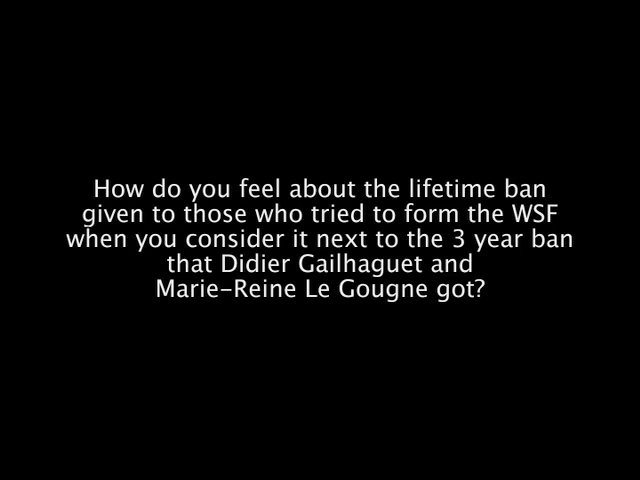 How do you feel about the lifetime ban
given to those who tried to form the WSF
when you consider it next to the 3 year ban
that Didier Gailhaguet and
Marie-Reine Le Gougne got?